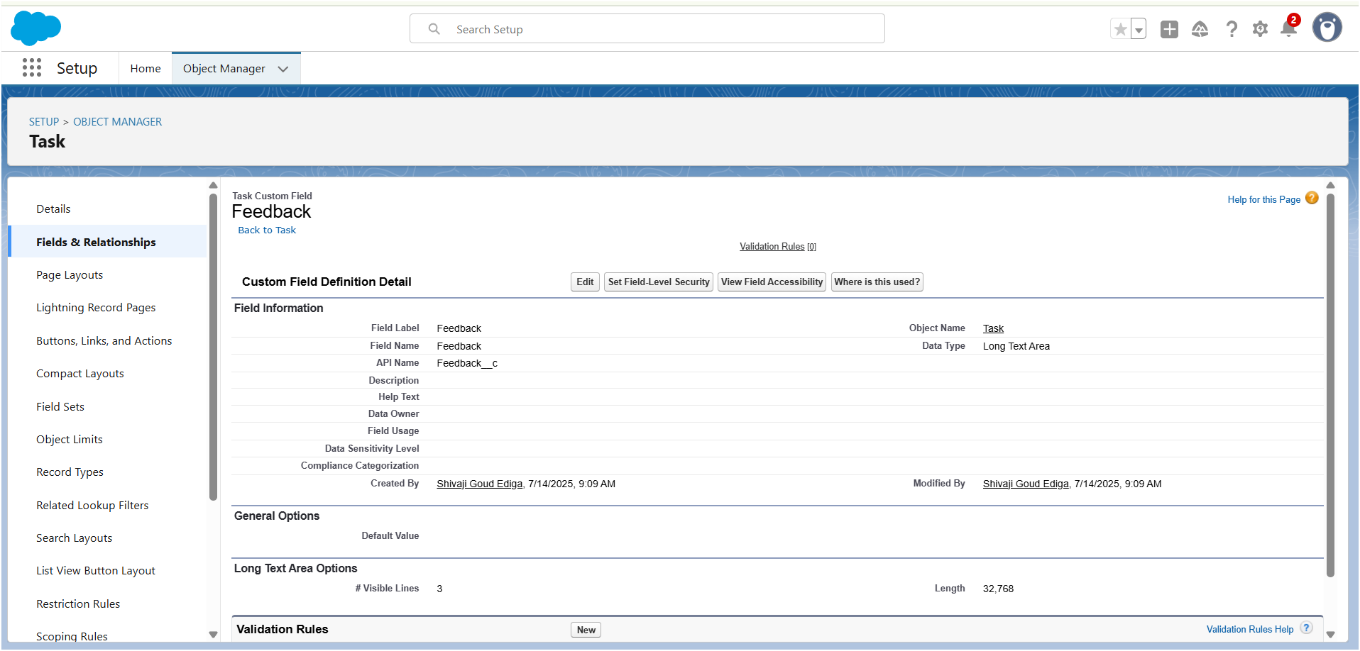 Search Setup
2
Setup
Home
Object Manager
SETUP > OBJECT MANAGER
Task
Details
Fields & Relationships
Page Layouts
Lightning Record Pages
Buttons, Links, and Actions
Compact Layouts
Field Sets
Object Limits
Record Types
Related Lookup Filters
Search Layouts
List View Button Layout
Restriction Rules
Scoping Rules
Task Custom Field
Feedback
Back to Task
Help for this Page ?
Validation Rules [0]
Custom Field Definition Detail
Edit
Set Field-Level Security
View Field Accessibility
Where is this used?
Field Information
Field Label Feedback Object Name Task
Field Name Feedback Data Type Long Text Area
API Name Feedback__c
Description
Help Text
Data Owner
Field Usage
Data Sensitivity Level
Compliance Categorization
Created By Shivaji Goud Ediga, 7/14/2025, 9:09 AM Modified By Shivaji Goud Ediga, 7/14/2025, 9:09 AM
General Options
Default Value
Long Text Area Options
# Visible Lines 3 Length 32,768
Validation Rules New Validation Rules Help ?